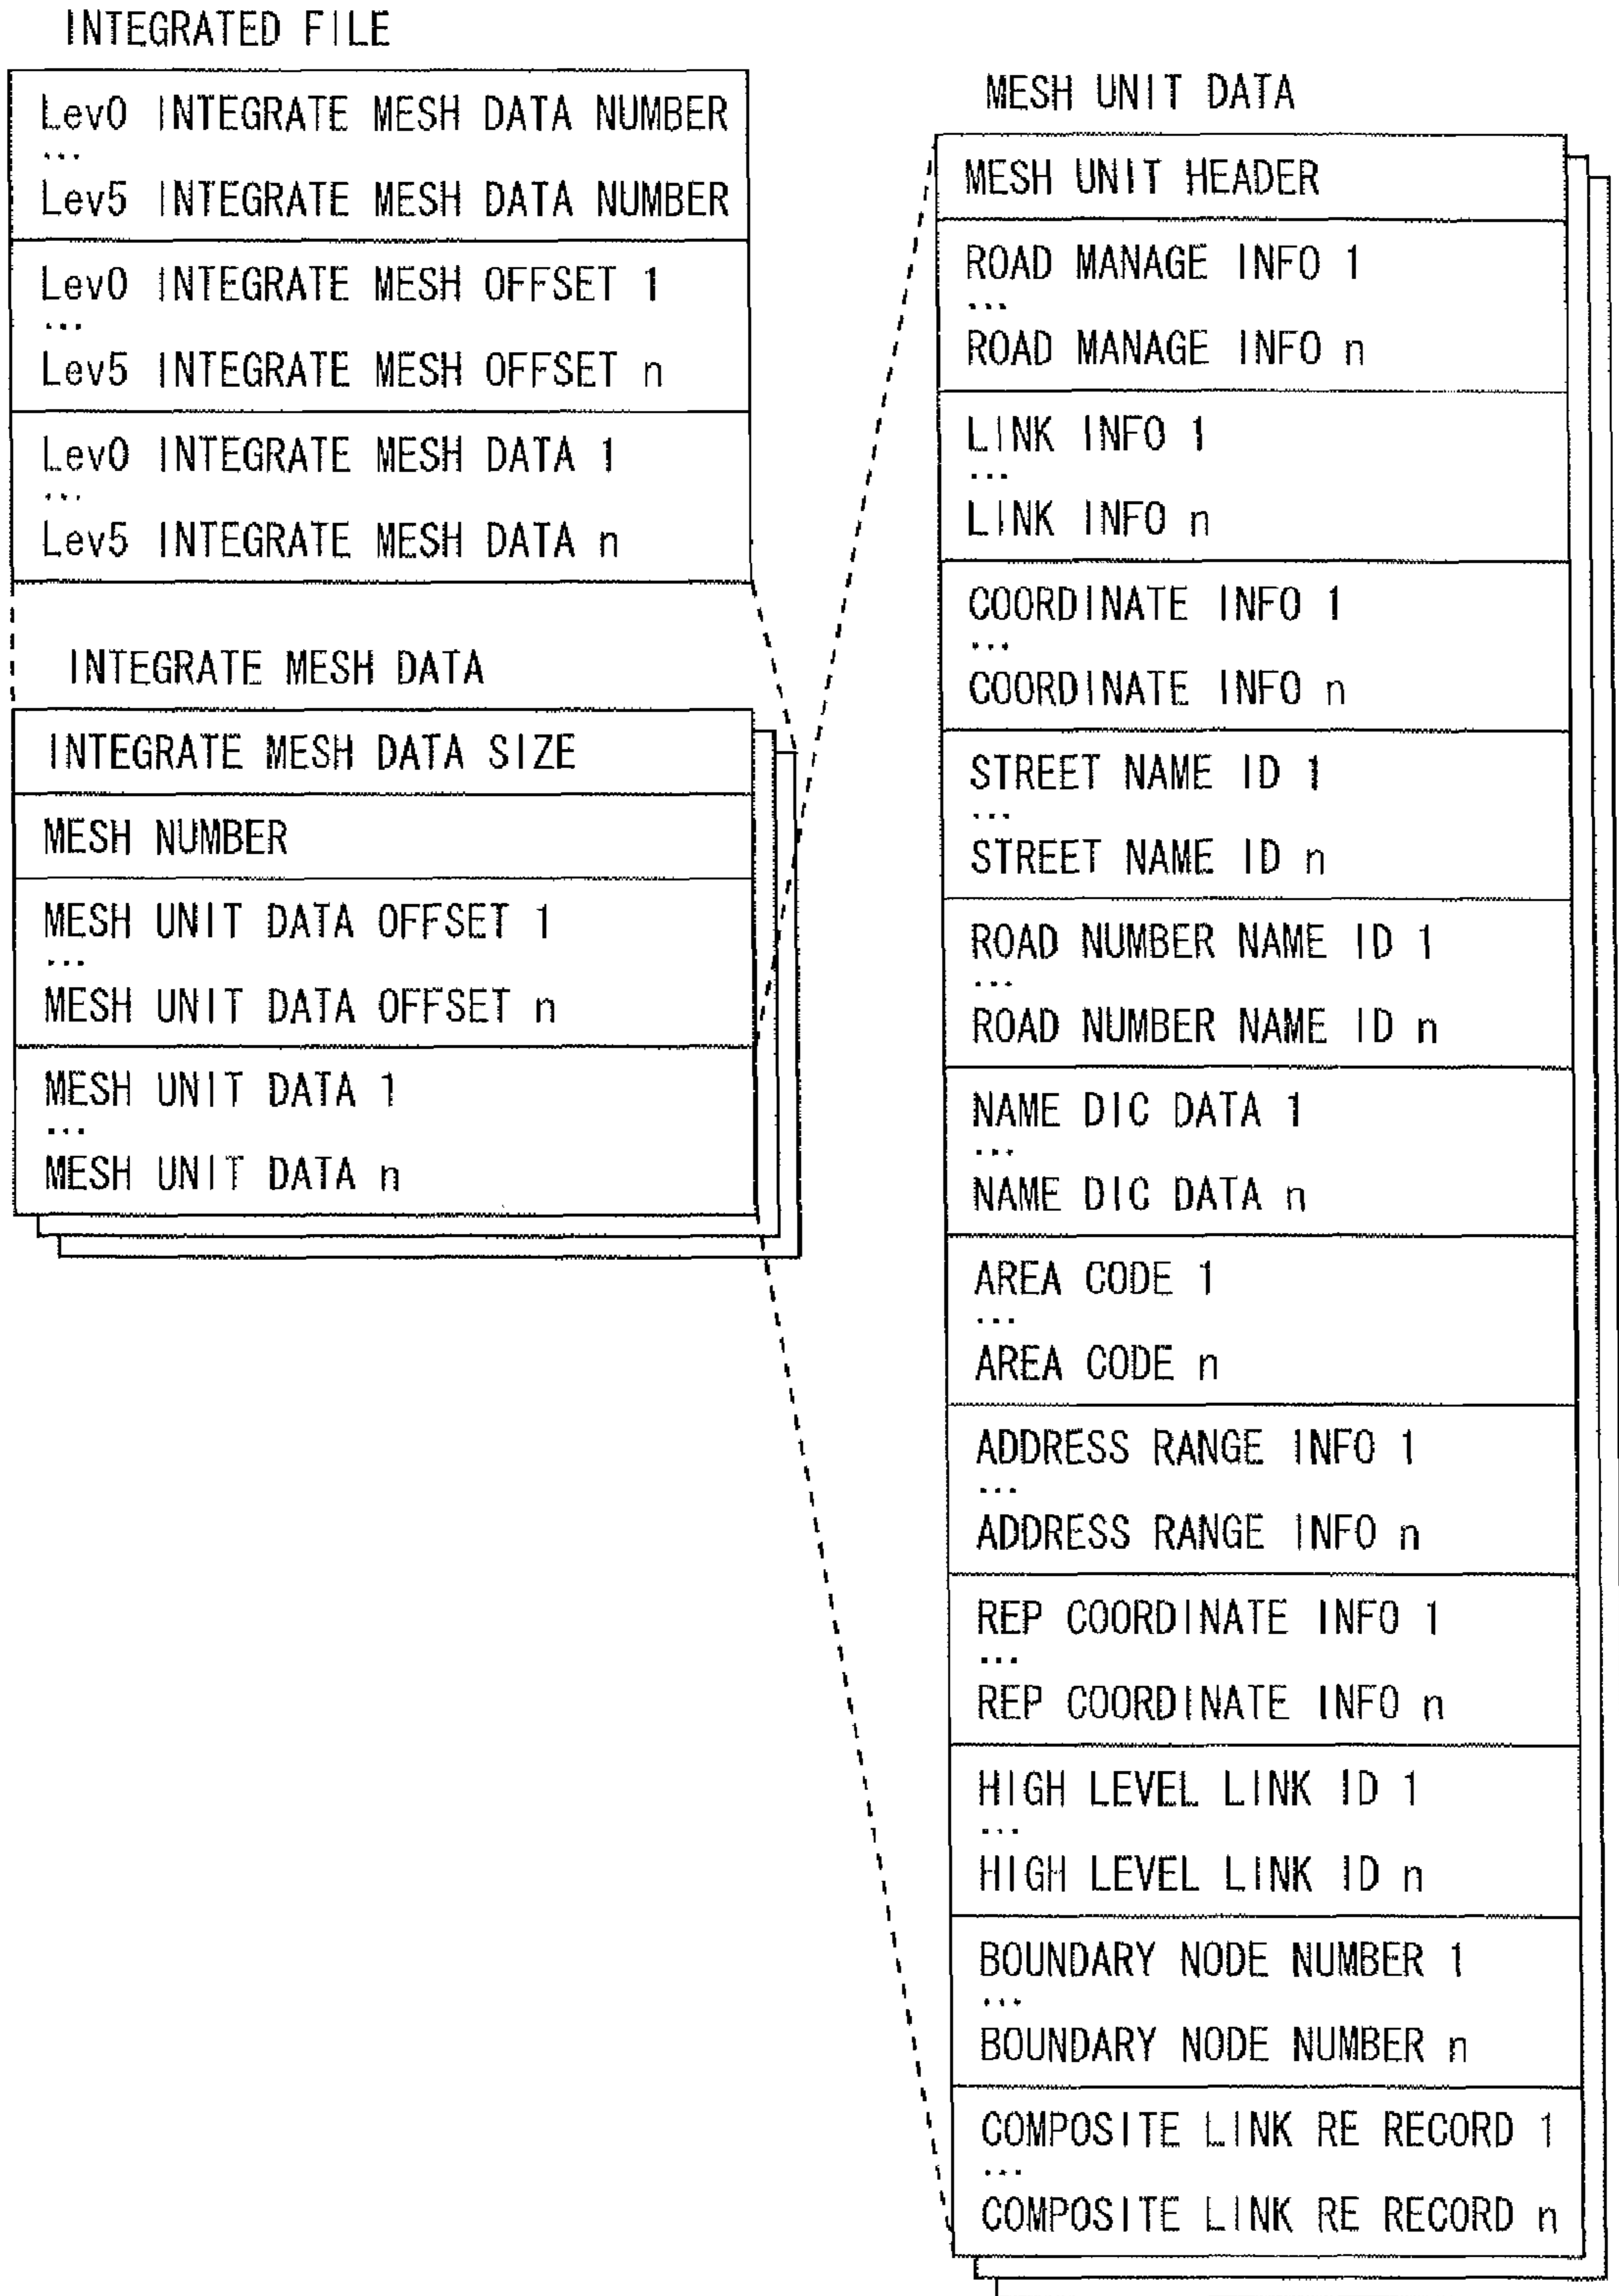 INTEGRATED FILE
Lev0 INTEGRATE MESH DATA NUMBER
...
Lev5 INTEGRATE MESH DATA NUMBER
Lev0 INTEGRATE MESH OFFSET 1
...
Lev5 INTEGRATE MESH OFFSET n
Lev0 INTEGRATE MESH DATA 1
...
Lev5 INTEGRATE MESH DATA n
INTEGRATE MESH DATA
INTEGRATE MESH DATA SIZE
MESH NUMBER
MESH UNIT DATA OFFSET 1
...
MESH UNIT DATA OFFSET n
MESH UNIT DATA 1
...
MESH UNIT DATA n
MESH UNIT DATA
MESH UNIT HEADER
ROAD MANAGE INFO 1
...
ROAD MANAGE INFO n
LINK INFO 1
...
LINK INFO n
COORDINATE INFO 1
...
COORDINATE INFO n
STREET NAME ID 1
...
STREET NAME ID n
ROAD NUMBER NAME ID 1
...
ROAD NUMBER NAME ID n
NAME DIC DATA 1
...
NAME DIC DATA n
AREA CODE 1
...
AREA CODE n
ADDRESS RANGE INFO 1
...
ADDRESS RANGE INFO n
REP COORDINATE INFO 1
...
REP COORDINATE INFO n
HIGH LEVEL LINK ID 1
...
HIGH LEVEL LINK ID n
BOUNDARY NODE NUMBER 1
...
BOUNDARY NODE NUMBER n
COMPOSITE LINK RE RECORD 1
...
COMPOSITE LINK RE RECORD n